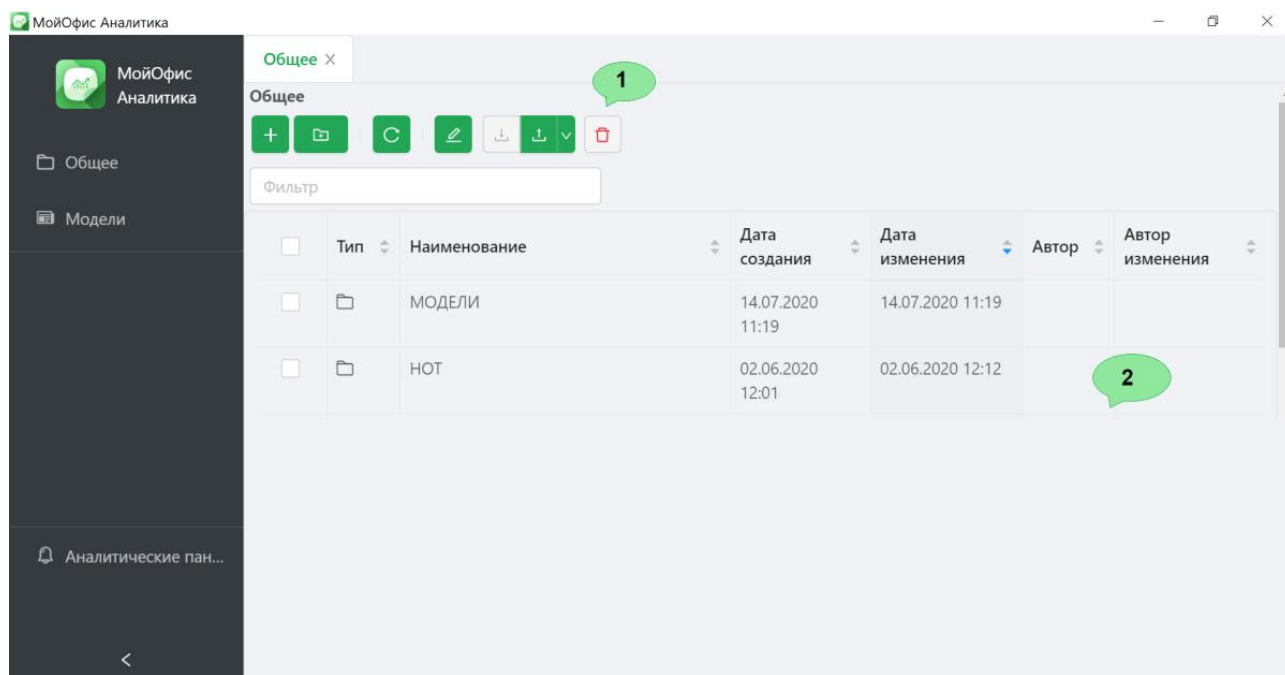 МойОфис Аналитика
МойОфис
Аналитика
Общее
Модели
Аналитические пан...
Общее
Общее
1
Фильтр
Тип Наименование Дата создания Дата изменения Автор Автор изменения
МОДЕЛИ 14.07.2020 11:19 14.07.2020 11:19
НОТ 02.06.2020 12:01 02.06.2020 12:12
2